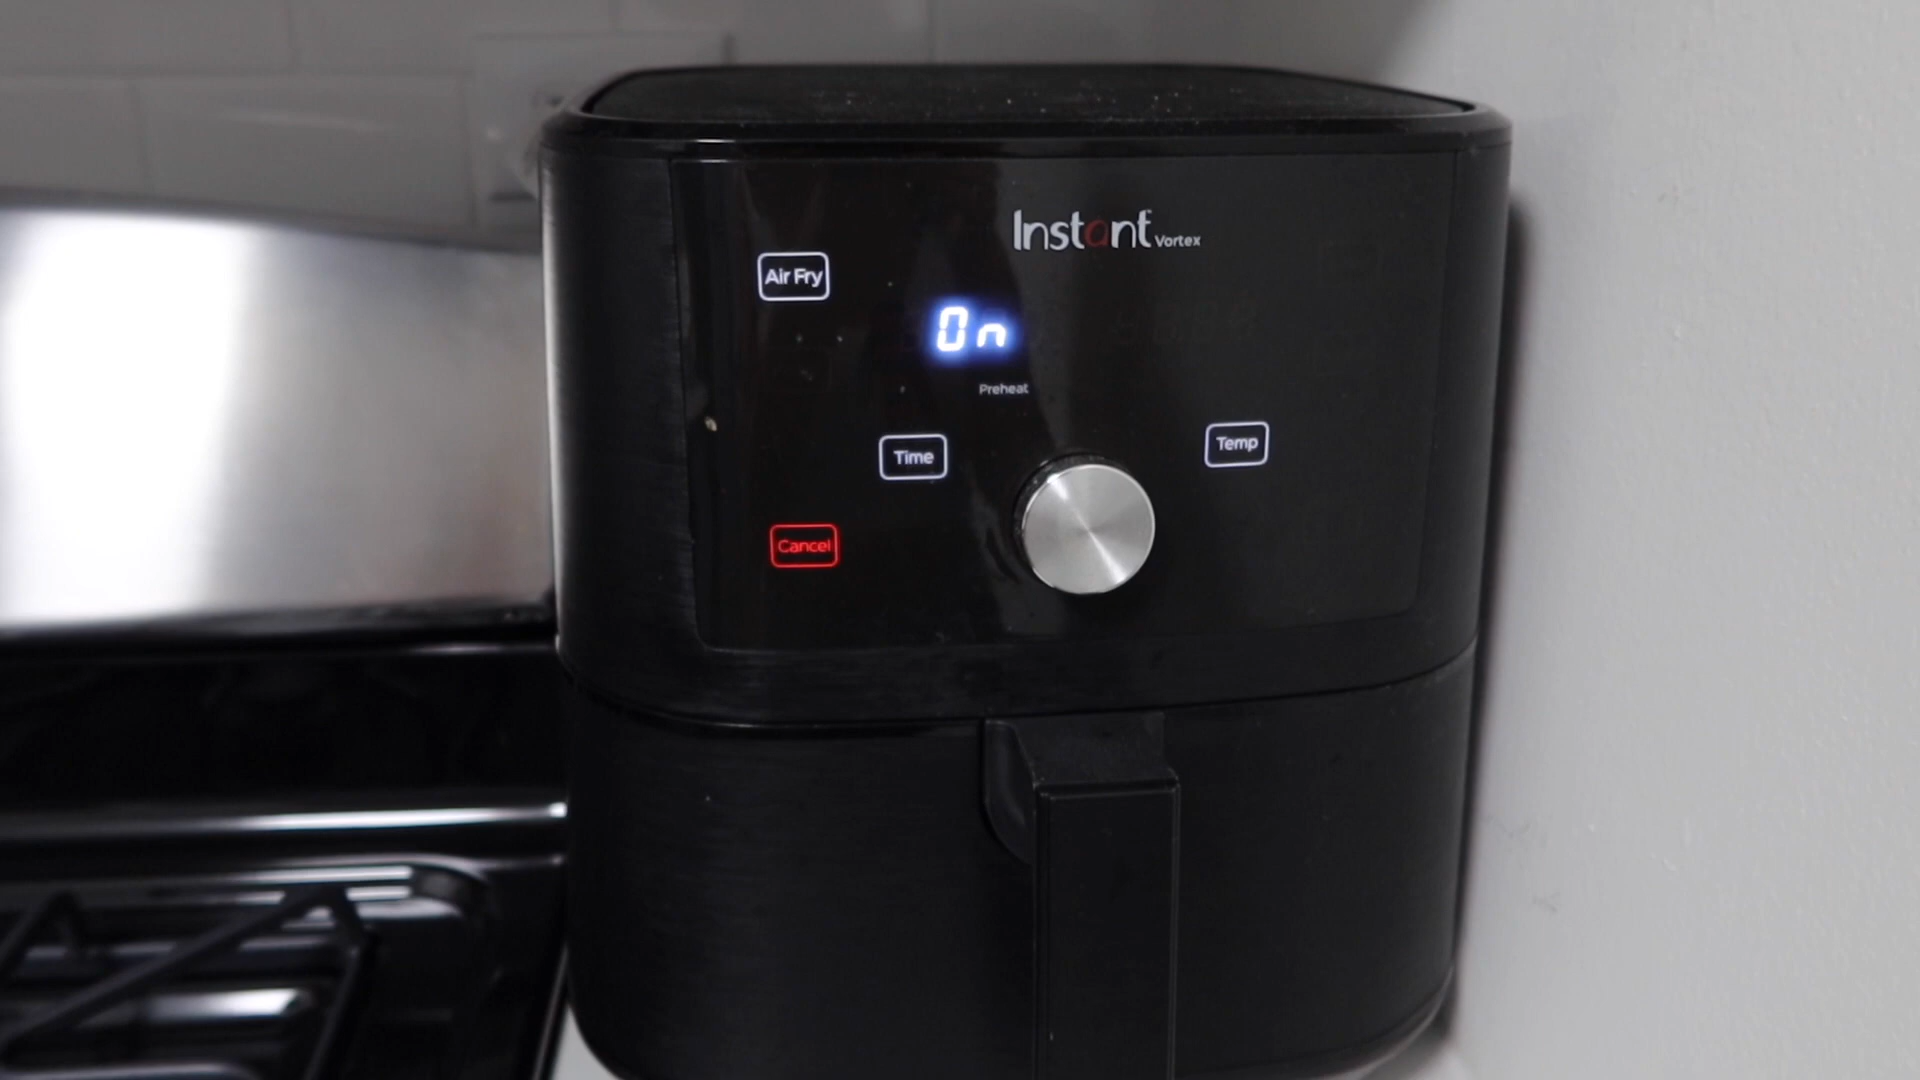 Instant Vortex
Air Fry
On
Preheat
Time
Temp
Cancel